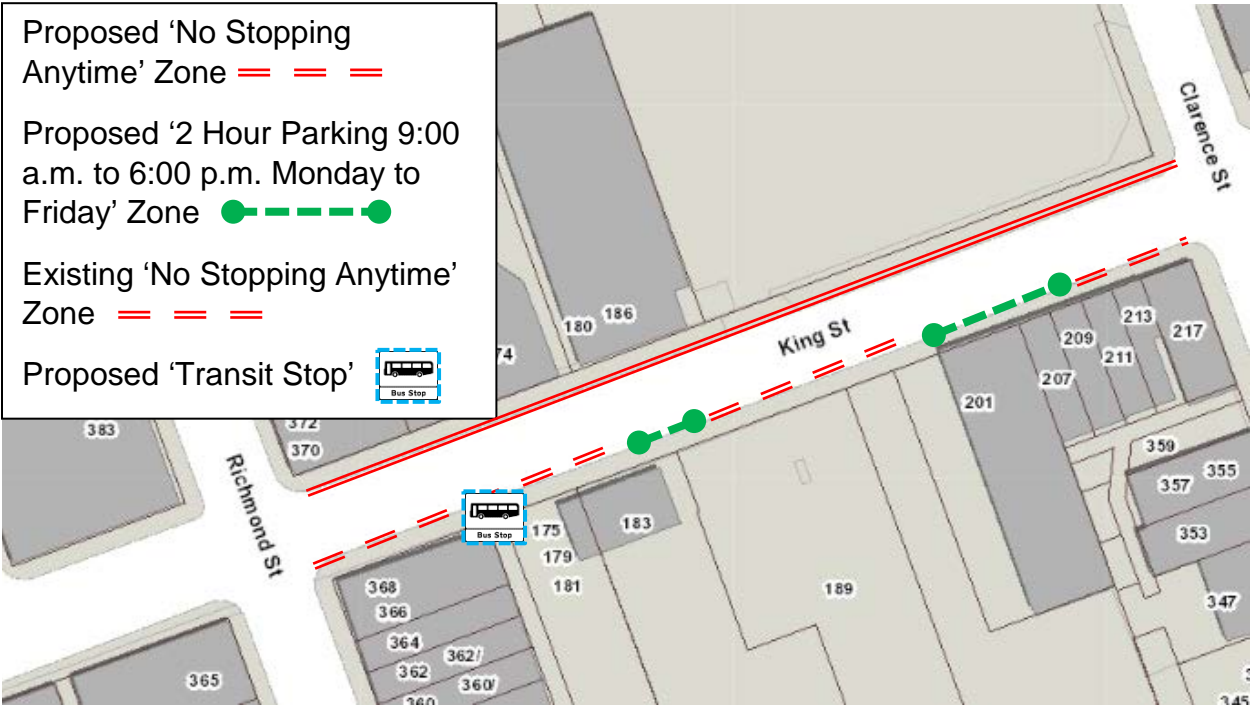 Proposed ‘No Stopping
Anytime’ Zone
Proposed ‘2 Hour Parking 9:00
a.m. to 6:00 p.m. Monday to
Friday’ Zone
Existing ‘No Stopping Anytime’
Zone
Proposed ‘Transit Stop’
Bus Stop
Clarence St
King St
Richmond St
180
186
74
383
372
370
213
217
209
211
207
201
359
355
357
353
347
345
Bus Stop
175
183
179
181
189
368
366
364
362/
362
360/
360
365